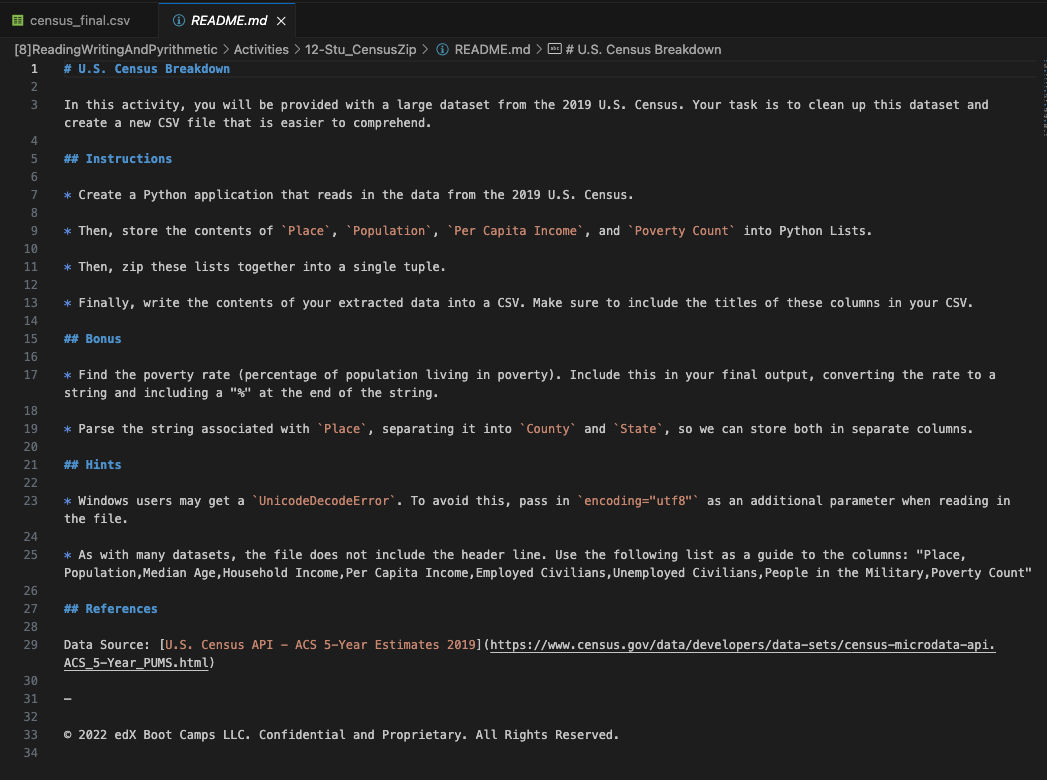 census_final.csv
README.md
[8]ReadingWritingAndPyrithmetic > Activities > 12-Stu_CensusZip > README.md > # U.S. Census Breakdown
1 # U.S. Census Breakdown
2
3 In this activity, you will be provided with a large dataset from the 2019 U.S. Census. Your task is to clean up this dataset and
create a new CSV file that is easier to comprehend.
4
5 ## Instructions
6
7 * Create a Python application that reads in the data from the 2019 U.S. Census.
8
9 * Then, store the contents of `Place`, `Population`, `Per Capita Income`, and `Poverty Count` into Python Lists.
10
11 * Then, zip these lists together into a single tuple.
12
13 * Finally, write the contents of your extracted data into a CSV. Make sure to include the titles of these columns in your CSV.
14
15 ## Bonus
16
17 * Find the poverty rate (percentage of population living in poverty). Include this in your final output, converting the rate to a
string and including a "%" at the end of the string.
18
19 * Parse the string associated with `Place`, separating it into `County` and `State`, so we can store both in separate columns.
20
21 ## Hints
22
23 * Windows users may get a `UnicodeDecodeError`. To avoid this, pass in `encoding="utf8"` as an additional parameter when reading in
the file.
24
25 * As with many datasets, the file does not include the header line. Use the following list as a guide to the columns: "Place,
Population,Median Age,Household Income,Per Capita Income,Employed Civilians,Unemployed Civilians,People in the Military,Poverty Count"
26
27 ## References
28
29 Data Source: [U.S. Census API – ACS 5-Year Estimates 2019](https://www.census.gov/data/developers/data-sets/census-microdata-api.
ACS_5-Year_PUMS.html)
30
31 —
32
33 © 2022 edX Boot Camps LLC. Confidential and Proprietary. All Rights Reserved.
34